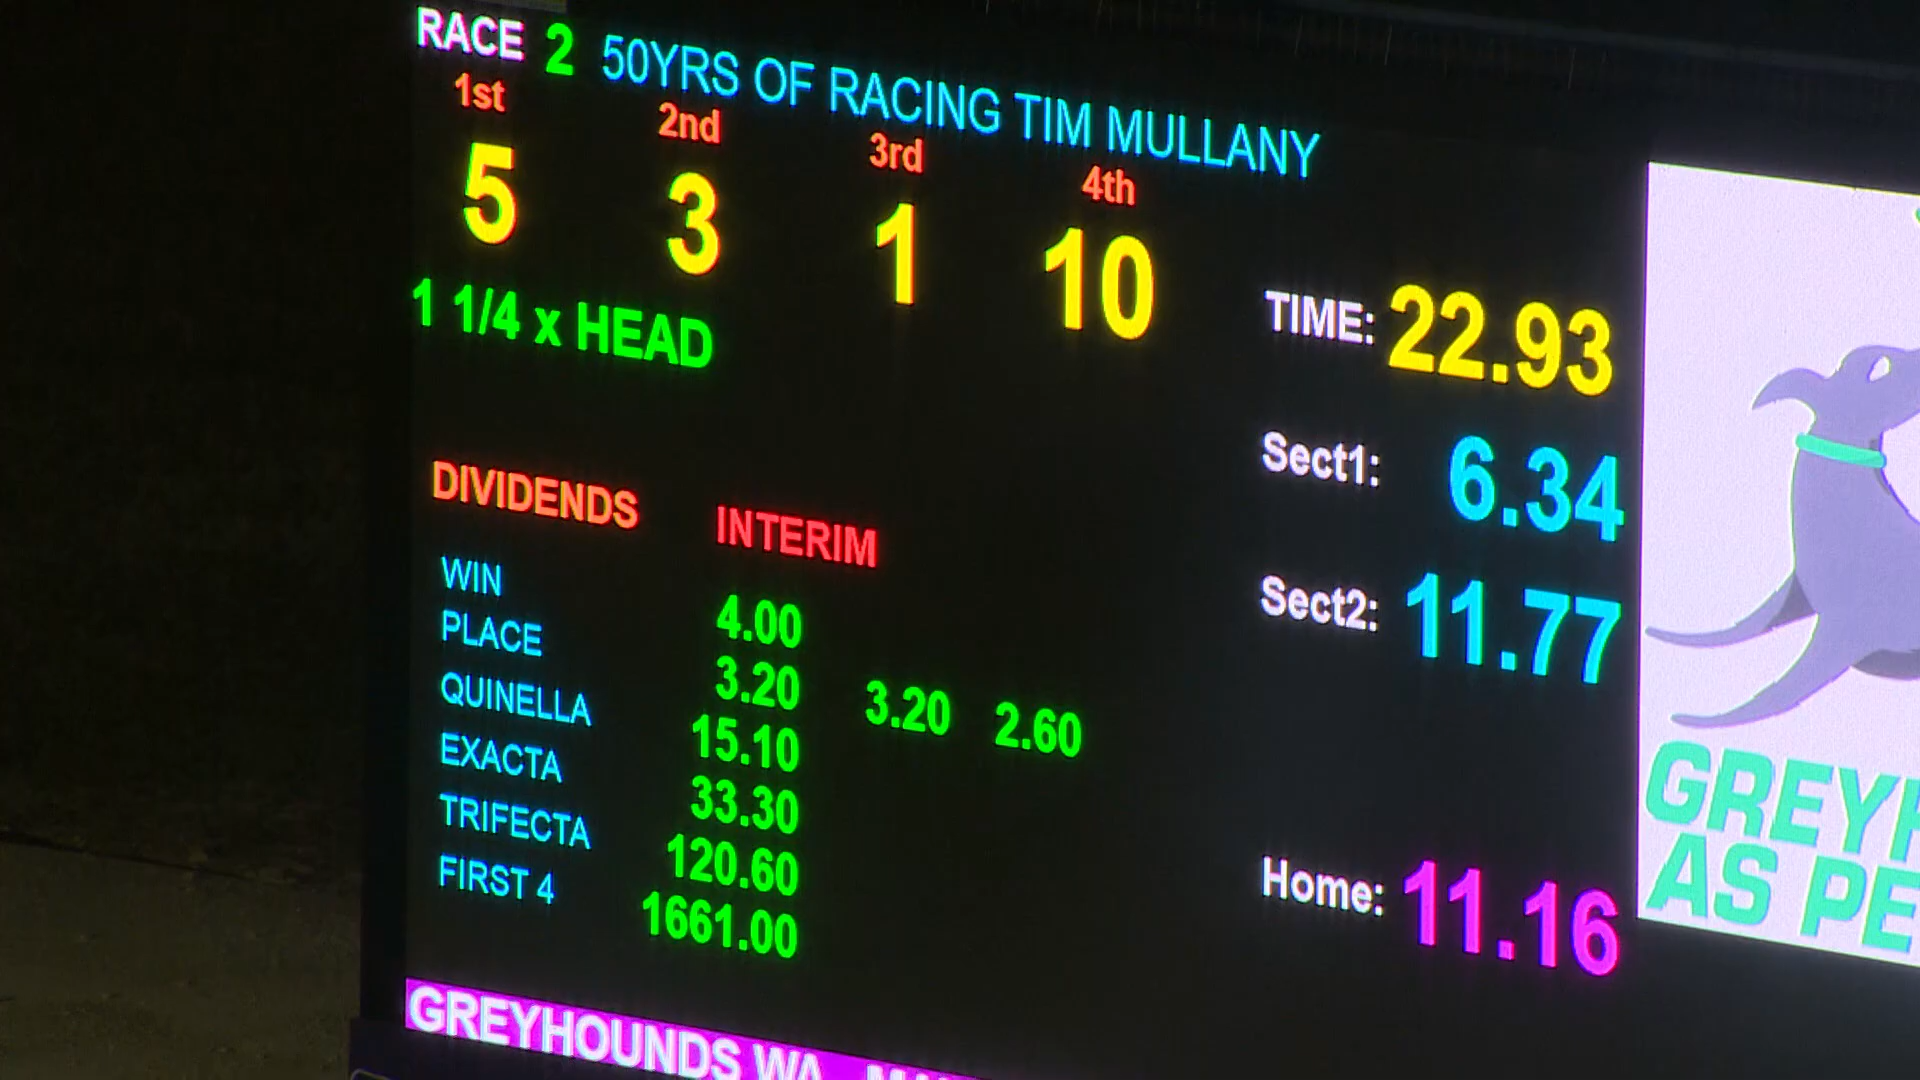 RACE 2 50YRS OF RACING TIM MULLANY
1st 2nd 3rd 4th
5 3 1 10
1 1/4 x HEAD
TIME: 22.93
Sect1: 6.34
Sect2: 11.77
Home: 11.16
DIVIDENDS INTERIM
WIN 4.00
PLACE 3.20 3.20 2.60
QUINELLA 15.10
EXACTA 33.30
TRIFECTA 120.60
FIRST 4 1661.00
GREYHOUNDS WA
GREYH
AS PE